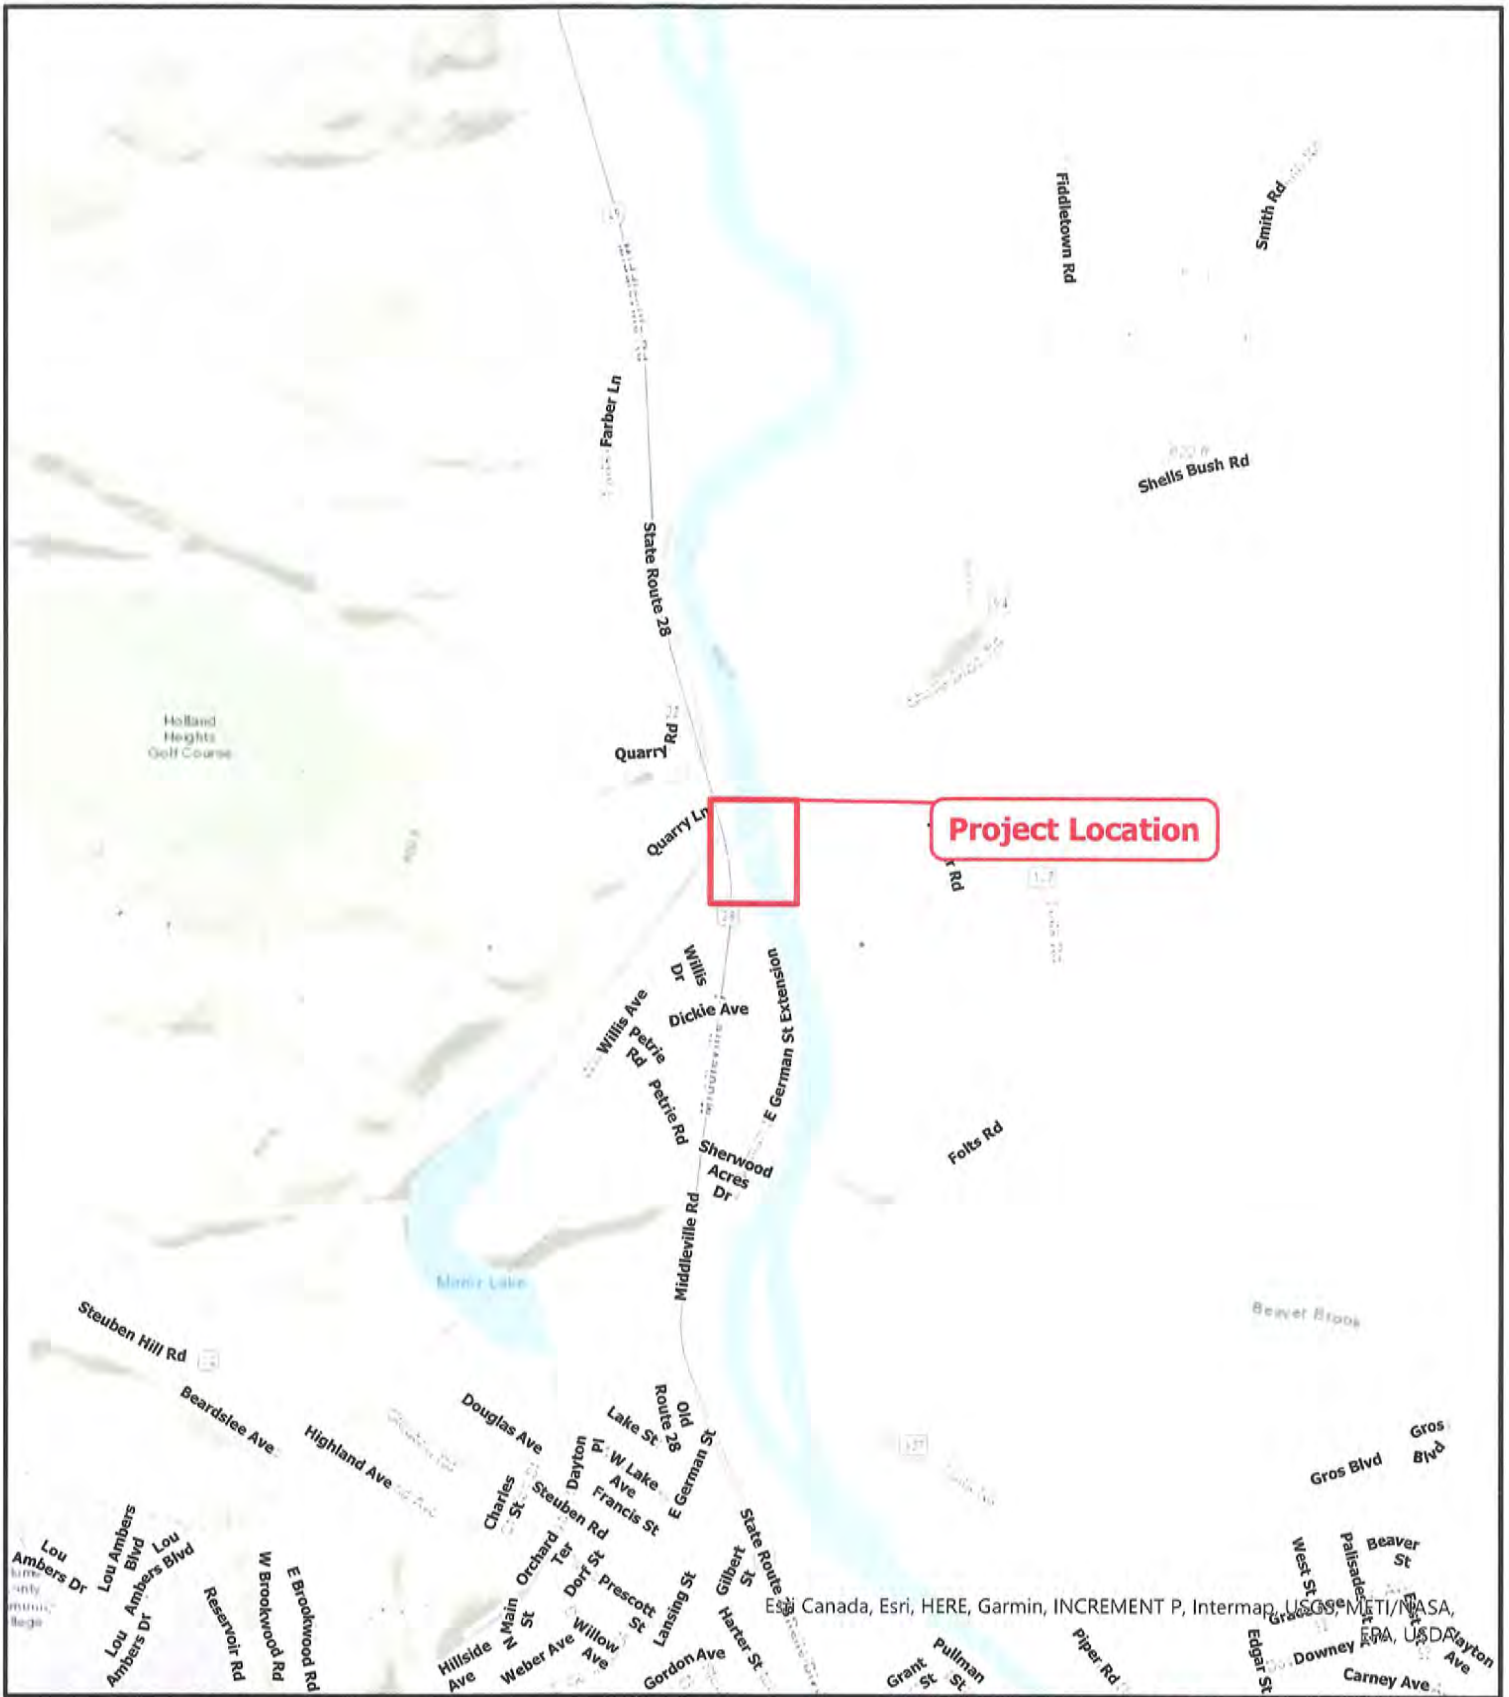 Fiddletown Rd
Smith Rd
Middleville Rd
Farber Ln
Shells Bush Rd
State Route 28
Holland
Heights
Golf Course
Quarry Rd
Quarry Ln
Project Location
r Rd
28
Willis
Dr
Dickie Ave
E German St Extension
Willis Ave
Petrie
Rd
Middleville
Petrie Rd
Sherwood
Acres
Dr
Folts Rd
Middleville Rd
Beaver Brook
Steuben Hill Rd
Beardslee Ave
Highland Ave
Douglas Ave
Lake St
Old
Route 28
Dayton
Pl
W Lake
Ave
Francis St
E German St
Charles
St
Steuben Rd
Gros
Blvd
Gros Blvd
Lou
Ambers Dr
Lou Ambers
Blvd
Lou
Ambers Blvd
Lou
Ambers Dr
Reservoir Rd
W Brookwood Rd
E Brookwood Rd
Orchard
Ter
Dorf St
Prescott
St
N Main
St
Hillside
Ave
Weber Ave
Willow
Ave
Lansing St
Gordon Ave
Gilbert
St
Harter St
State Route
Grant
St
Pullman
St
Piper Rd
West St
Beaver
St
Edgar St
Downey
Carney Ave
Esri Canada, Esri, HERE, Garmin, INCREMENT P, Intermap, USGS, METI/NASA,
EPA, USDA